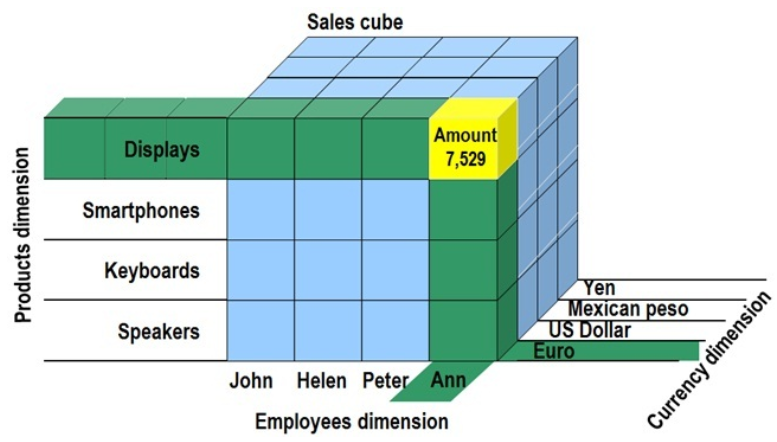 Sales cube
Products dimension
Displays
Amount
7,529
Smartphones
Keyboards
Speakers
John Helen Peter Ann
Employees dimension
Yen
Mexican peso
US Dollar
Euro
Currency dimension